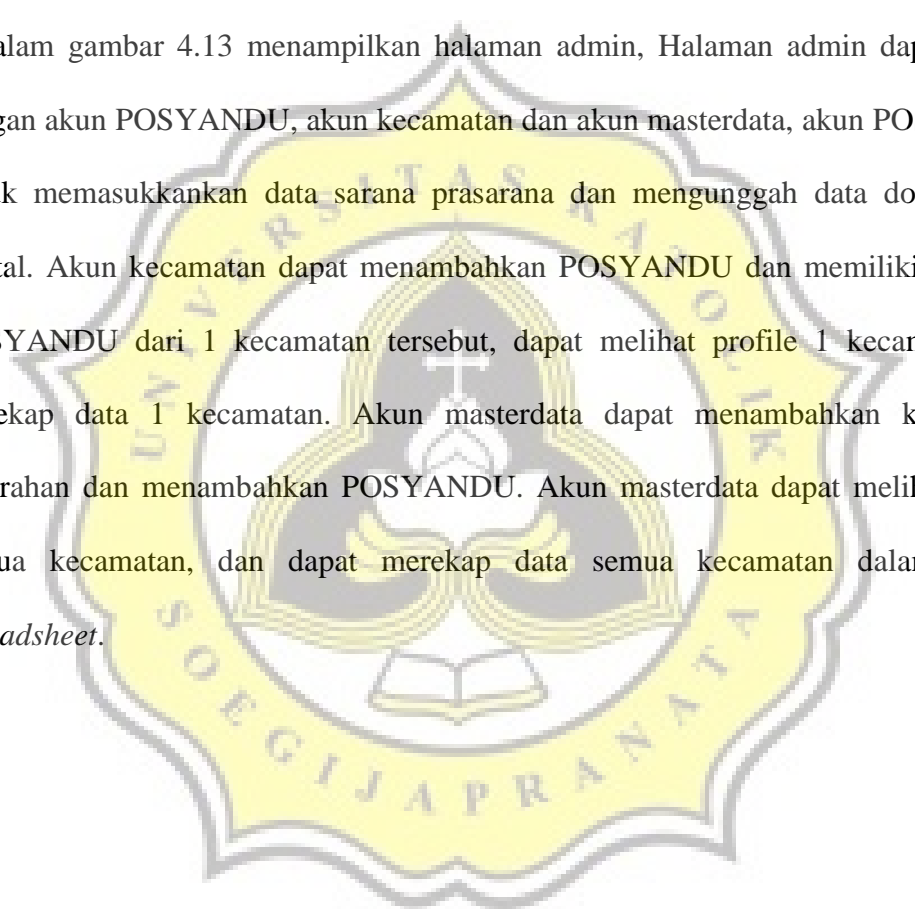 alam gambar 4.13 menampilkan halaman admin, Halaman admin
gan akun POSYANDU, akun kecamatan dan akun masterdata, akun PO
k memasukkankan data sarana prasarana dan mengunggah data do
tal. Akun kecamatan dapat menambahkan POSYANDU dan memiliki
SYANDU dari 1 kecamatan tersebut, dapat melihat profile 1 kecam
ekap data 1 kecamatan. Akun masterdata dapat menambahkan k
rahan dan menambahkan POSYANDU. Akun masterdata dapat melih
ua kecamatan, dan dapat merekap data semua kecamatan dalam
adsheet.
UNIVERSITAS KATOLIK
SOEGIJAPRANATA